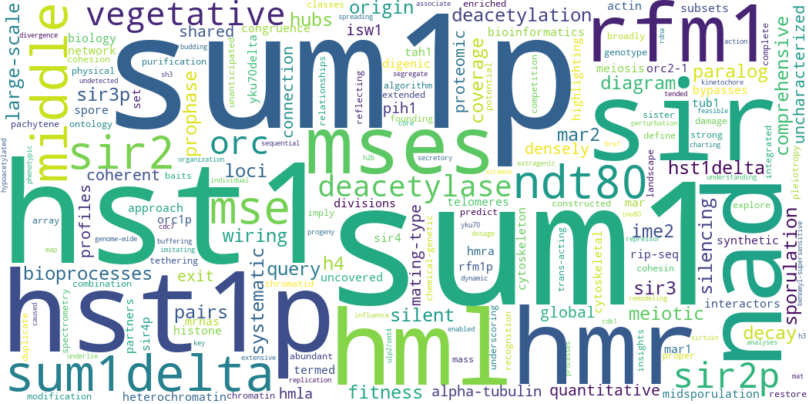 large-scale
divergence
middle
vegetative
classes
spreading
hubs
origin
associate
enriched
deacetylation
actin
subsets
rfm1
broadly
genotype
complete
action
rdna
comprehensive
uncharacterized
biology
network
cohesion
physical
undetected
purification
sh3
budding
shared
isw1
unanticipated
yku70delta
congruence
tah1
digenic
segregate
algorithm
extended
pih1
founding
core
proteomic
coverage
potential
bioinformatics
highlighting
competition
meiosis
orc2-1
paralog
bypasses
kinetochore
tended
feasible
sum1p
sir3p
spore
set
prophase
connection
relationships
reflecting
diagram
tub1
damage
sister
perturbation
define
strong
charting
bre1
pachytene
ontology
sequential
orc
mses
h2b
secretory
densely
mar2
screens
extragenic
sir
integrated
pleiotropy
hypoacetylated
phenotypic
sir2
organization
baits
individual
loci
coherent
deacetylase
ndt80
hst1delta
landscape
understanding
hst1
mse
profiles
approach
orc1p
cdc7
array
genome-wide
buffering
imitating
tethering
map
wiring
divisions
imply
progeny
telomeres
predict
yku70
dosage
dynamic
mating-type
hmra
rfm1p
chemical-genetic
constructed
mar
trans-acting
cytoskeleton
cytoskeletal
sum1
ime2
ino80
repressor
rip-seq
cohesin
silencing
explore
synthetic
nad
sporulation
benomyl-supersensitive
bioprocesses
exit
query
h4
sir4
uncovered
chromatid
combination
caused
duplicate
spectrometry
underlie
partners
sir4p
mrnas
histone
key
pairs
systematic
extensive
hst1p
abundant
termed
replication
silent
influence
ulp2/smt4
enabled
mass
hml
underscoring
recognition
processes
hmr
global
cdk1
remodeling
insights
sir3
meiotic
mar1
proper
sirtuin
interactors
decay
h3
analyses
sum1delta
modification
heterochromatin
chromatin
hmla
fitness
alpha-tubulin
quantitative
sir2p
midsporulation
mat
restore